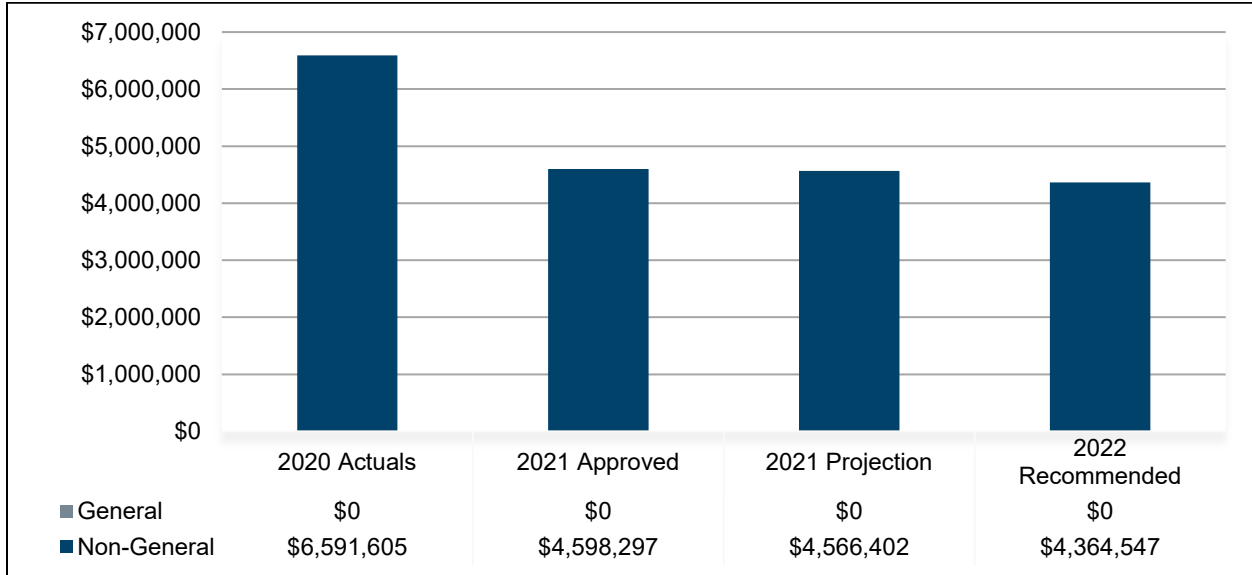 $7,000,000
$6,000,000
$5,000,000
$4,000,000
$3,000,000
$2,000,000
$1,000,000
$0
2020 Actuals 2021 Approved 2021 Projection 2022
Recommended
General $0 $0 $0 $0
Non-General $6,591,605 $4,598,297 $4,566,402 $4,364,547